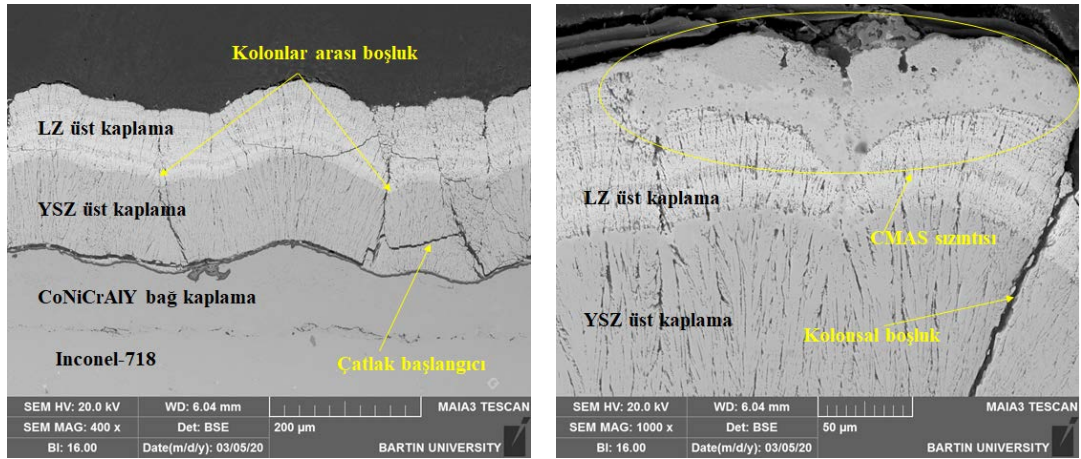 Kolonlar arası boşluk
LZ üst kaplama
YSZ üst kaplama
CoNiCrAlY bağ kaplama
Inconel-718
Çatlak başlangıcı
SEM HV: 20.0 kV
WD: 6.04 mm
MAIA3 TESCAN
SEM MAG: 400 x
Det: BSE
200 µm
BI: 16.00
Date(m/d/y): 03/05/20
BARTIN UNIVERSITY
LZ üst kaplama
CMAS sızıntısı
YSZ üst kaplama
Kolonsal boşluk
SEM HV: 20.0 kV
WD: 6.04 mm
MAIA3 TESCAN
SEM MAG: 1000 x
Det: BSE
50 µm
BI: 16.00
Date(m/d/y): 03/05/20
BARTIN UNIVERSITY